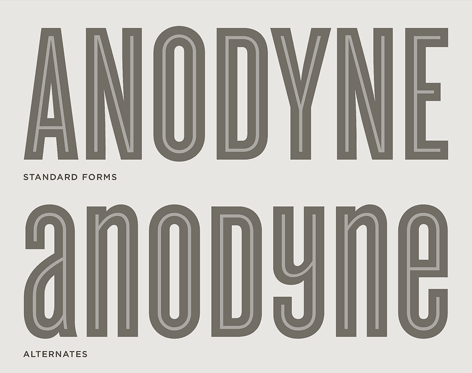 ANODYNE
STANDARD FORMS
anoDyne
ALTERNATES